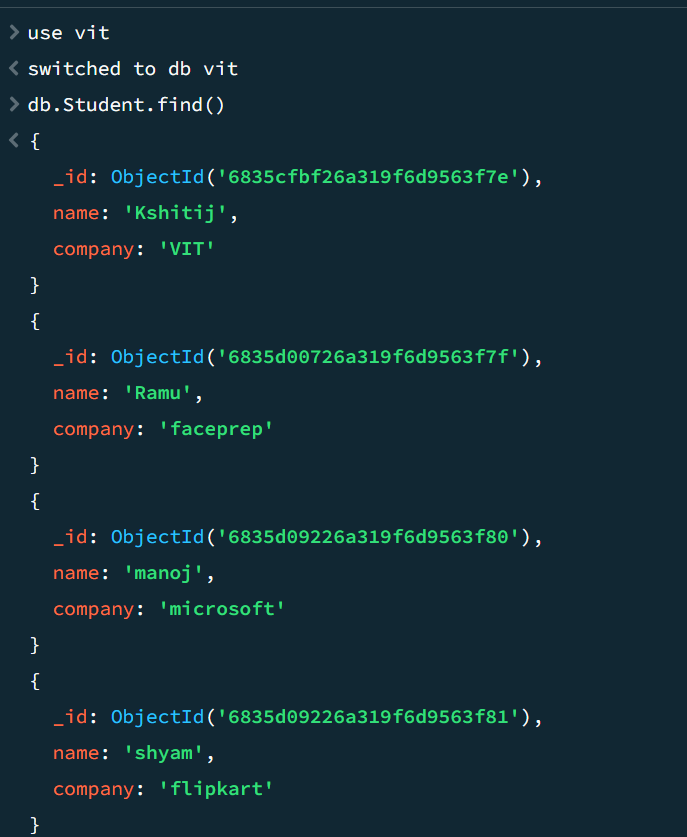 use vit
switched to db vit
db.Student.find()
{
_id: ObjectId('6835cfbf26a319f6d9563f7e'),
name: 'Kshitij',
company: 'VIT'
}
{
_id: ObjectId('6835d00726a319f6d9563f7f'),
name: 'Ramu',
company: 'faceprep'
}
{
_id: ObjectId('6835d09226a319f6d9563f80'),
name: 'manoj',
company: 'microsoft'
}
{
_id: ObjectId('6835d09226a319f6d9563f81'),
name: 'shyam',
company: 'flipkart'
}